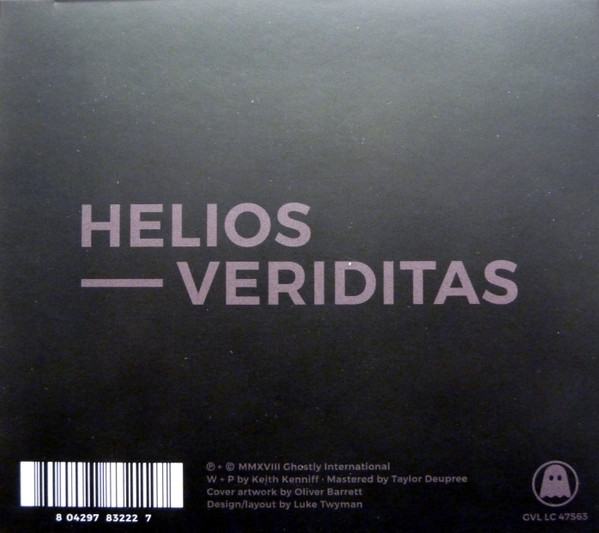 HELIOS
— VERIDITAS
℗ + © MMXVIII Ghostly International
W + P by Keith Kenniff · Mastered by Taylor Deupree
Cover artwork by Oliver Barrett
Design/layout by Luke Twyman
8 04297 83222 7
GVL LC 47563